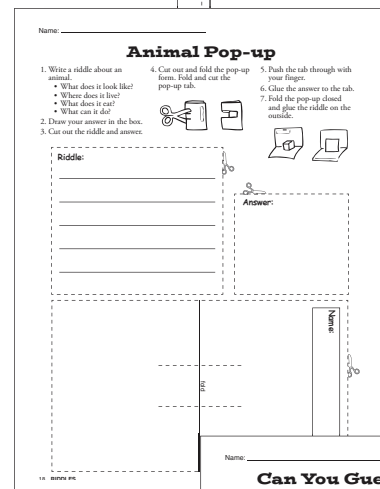 Name:
Animal Pop-up
1. Write a riddle about an
animal.
• What does it look like?
• Where does it live?
• What does it eat?
• What can it do?
2. Draw your answer in the box.
3. Cut out the riddle and answer.
4. Cut out and fold the pop-up
form. Fold and cut the
pop-up tab.
5. Push the tab through with
your finger.
6. Glue the answer to the tab.
7. Fold the pop-up closed
and glue the riddle on the
outside.
Riddle:
Answer:
Name:
fold
Name:
Can You Gue